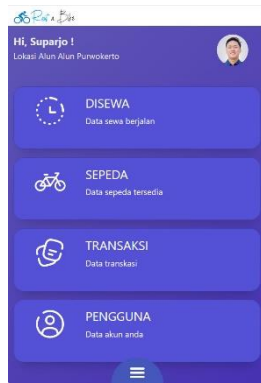 Rent a Bike
Hi, Suparjo !
Lokasi Alun Alun Purwokerto
DISEWA
Data sewa berjalan
SEPEDA
Data sepeda tersedia
TRANSAKSI
Data transkasi
PENGGUNA
Data akun anda